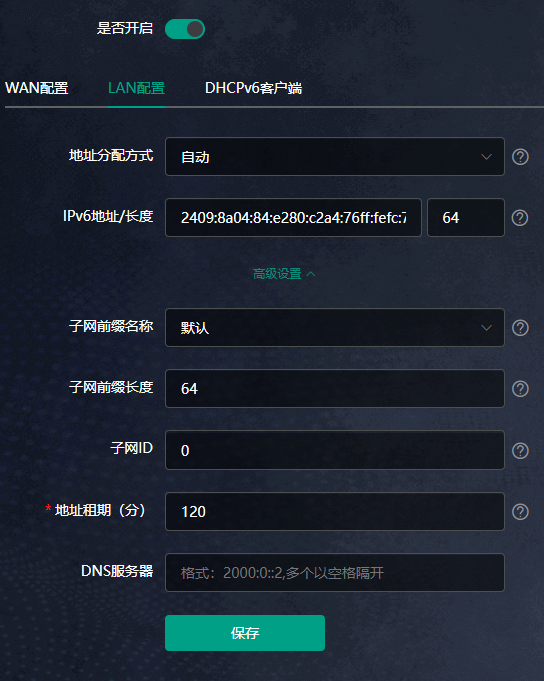 是否开启
WAN配置 LAN配置 DHCPv6客户端
地址分配方式 自动
IPv6地址/长度 2409:8a04:84:e280:c2a4:76ff:fefc:7 64
高级设置
子网前缀名称 默认
子网前缀长度 64
子网ID 0
* 地址租期（分） 120
DNS服务器 格式：2000:0::2,多个以空格隔开
保存